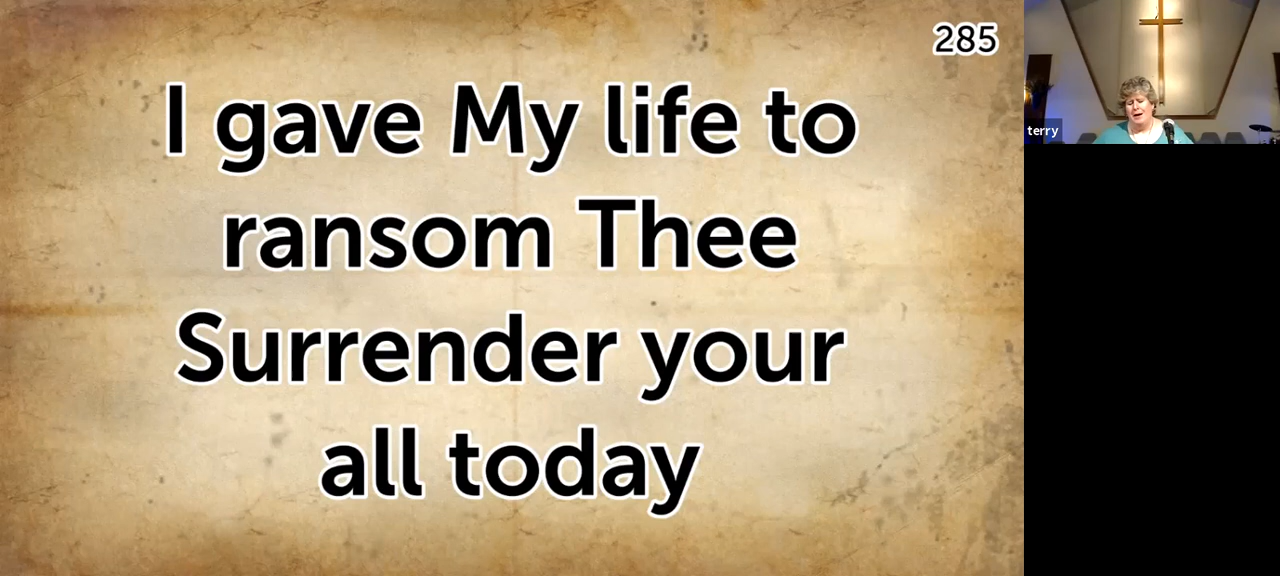 285
I gave My life to
ransom Thee
Surrender your
all today
terry